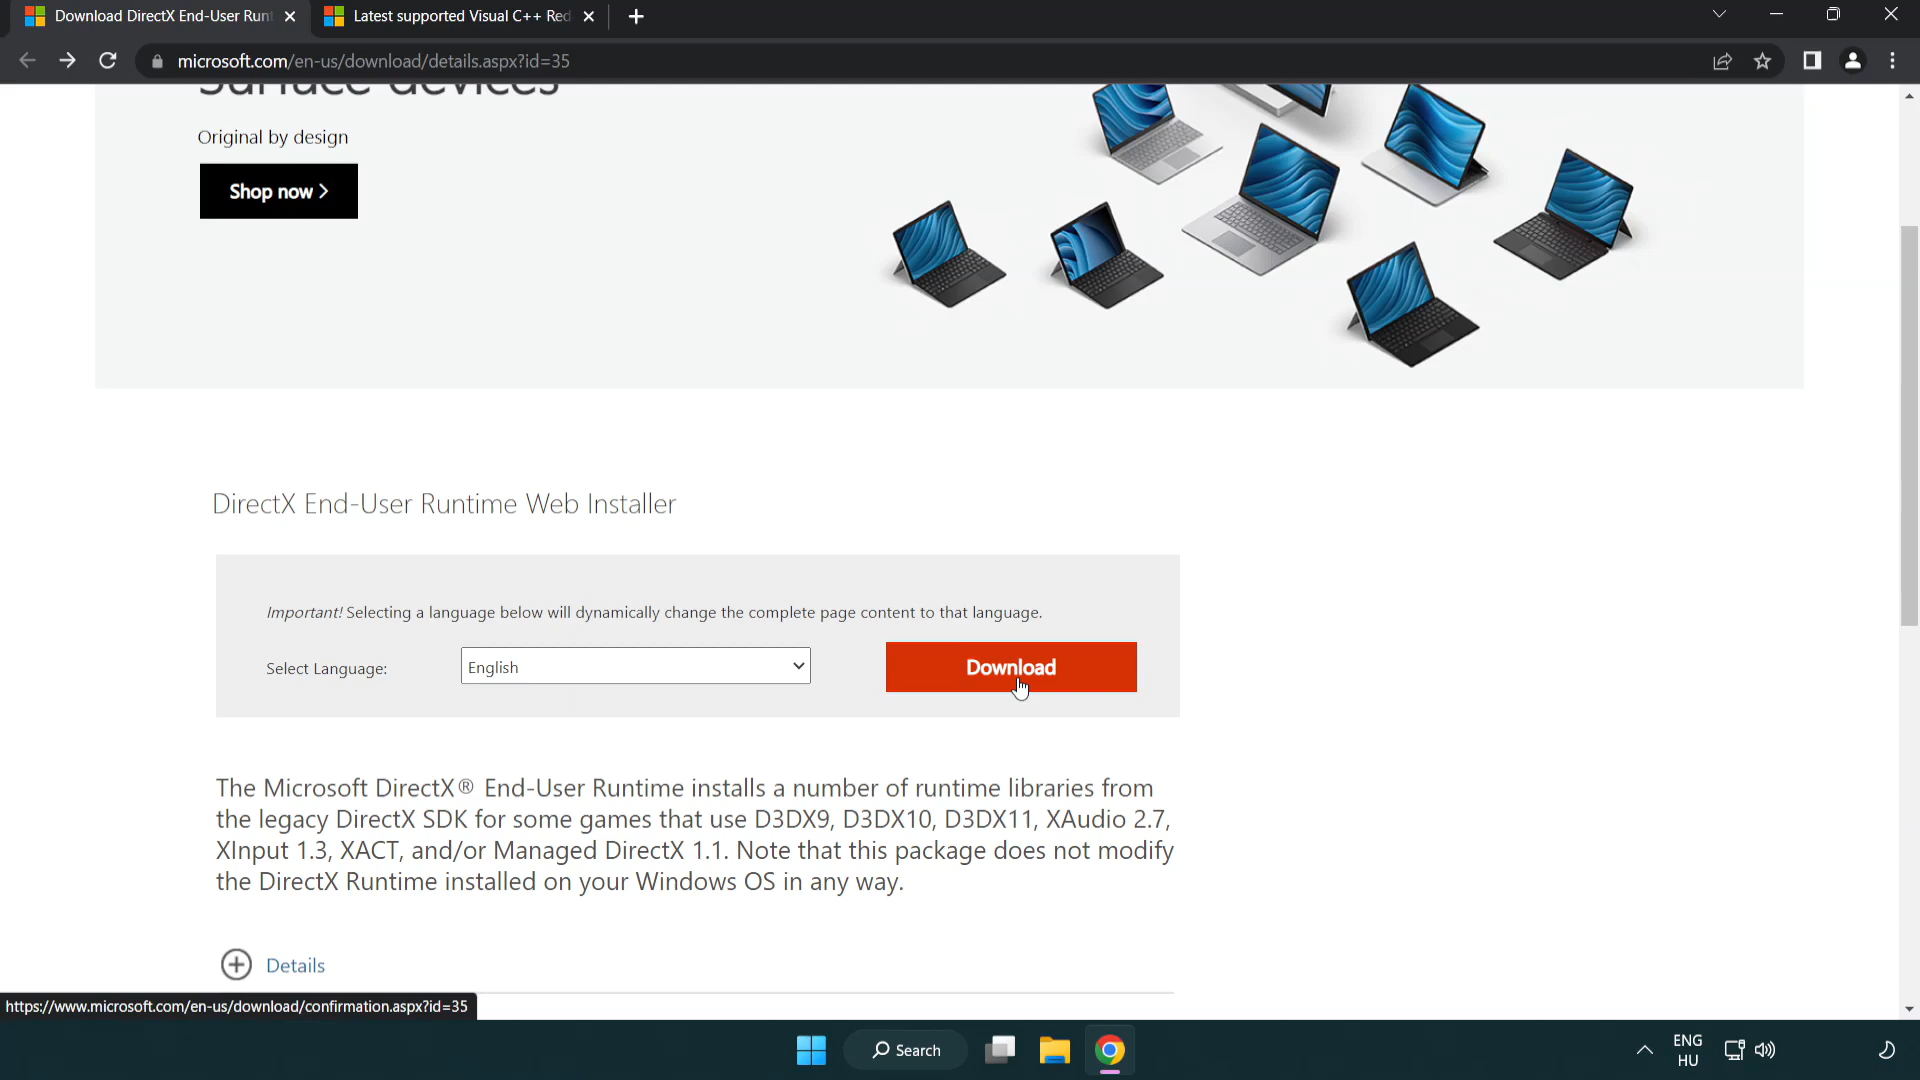 Download DirectX End-User Runt
Latest supported Visual C++ Red
microsoft.com/en-us/download/details.aspx?id=35
Surface devices
Original by design
Shop now
DirectX End-User Runtime Web Installer
Important! Selecting a language below will dynamically change the complete page content to that language.
Select Language:
English
Download
The Microsoft DirectX® End-User Runtime installs a number of runtime libraries from
the legacy DirectX SDK for some games that use D3DX9, D3DX10, D3DX11, XAudio 2.7,
XInput 1.3, XACT, and/or Managed DirectX 1.1. Note that this package does not modify
the DirectX Runtime installed on your Windows OS in any way.
Details
https://www.microsoft.com/en-us/download/confirmation.aspx?id=35
Search
ENG
HU